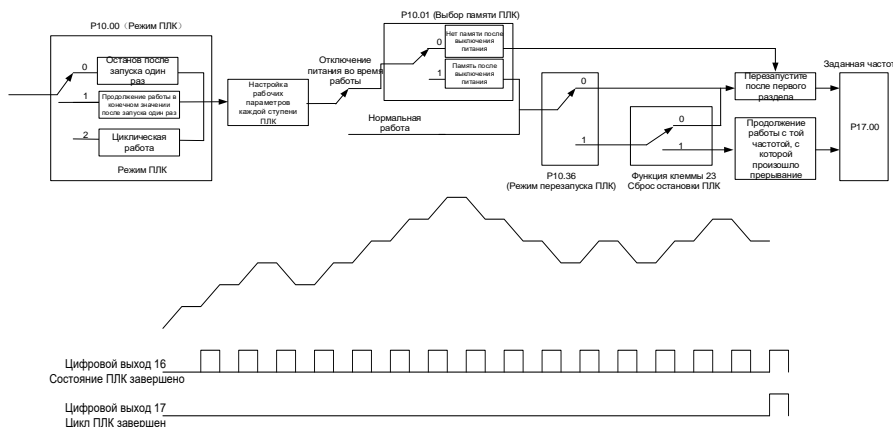 P10.00 (Режим ПЛК)
0
Останов после
запуска один
раз
1
Продолжение работы в
конечном значении
после запуска один раз
2
Циклическая
работа
Режим ПЛК
Настройка
рабочих
параметров
каждой ступени
ПЛК
Отключение
питания во время
работы
P10.01 (Выбор памяти ПЛК)
0
Нет памяти после
выключения
питания
1
Память после
выключения
питания
Нормальная
работа
0
1
P10.36
(Режим перезапуска ПЛК)
0
1
Функция клеммы 23
Сброс остановки ПЛК
Перезапустите
после первого
раздела
Продолжение
работы с той
частотой, с
которой
произошло
прерывание
Заданная частот
P17.00
Цифровой выход 16
Состояние ПЛК завершено
Цифровой выход 17
Цикл ПЛК завершен